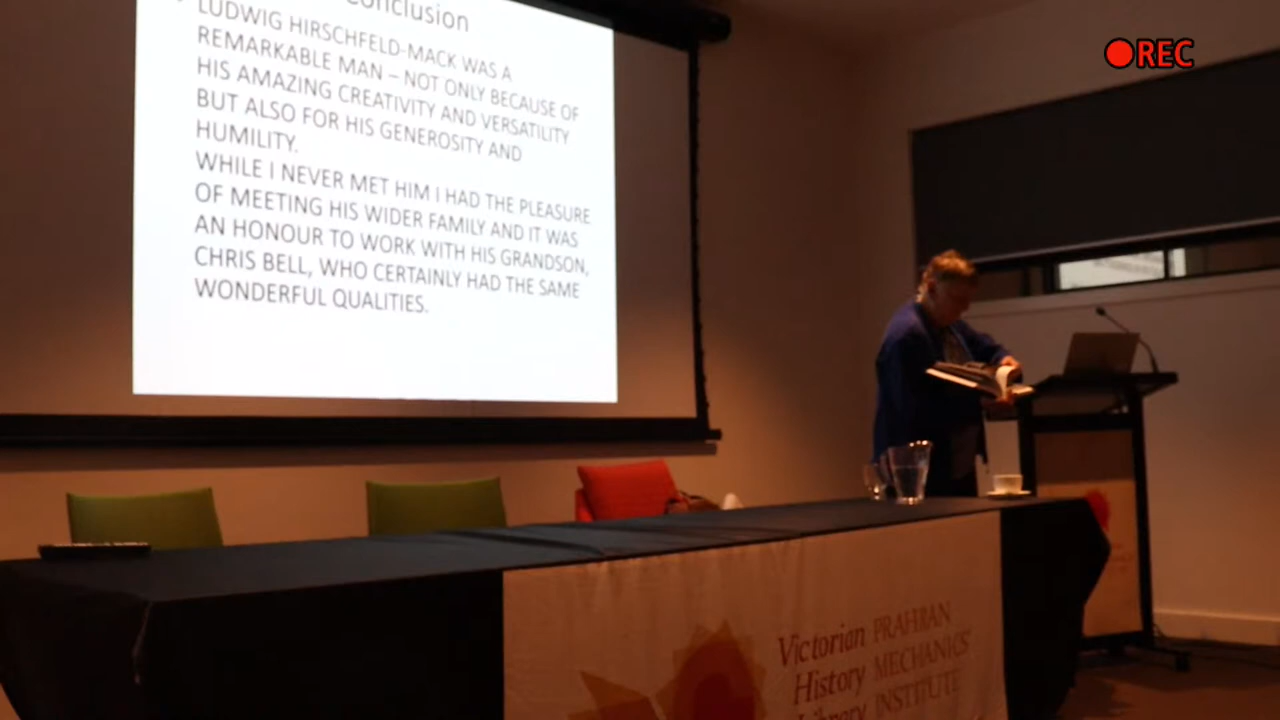 Conclusion
LUDWIG HIRSCHFELD-MACK WAS A
REMARKABLE MAN – NOT ONLY BECAUSE OF
HIS AMAZING CREATIVITY AND VERSATILITY
BUT ALSO FOR HIS GENEROSITY AND
HUMILITY.
WHILE I NEVER MET HIM I HAD THE PLEASURE
OF MEETING HIS WIDER FAMILY AND IT WAS
AN HONOUR TO WORK WITH HIS GRANDSON,
CHRIS BELL, WHO CERTAINLY HAD THE SAME
WONDERFUL QUALITIES.
REC
Victorian PRAHRAN
History MECHANICS'
Library INSTITUTE